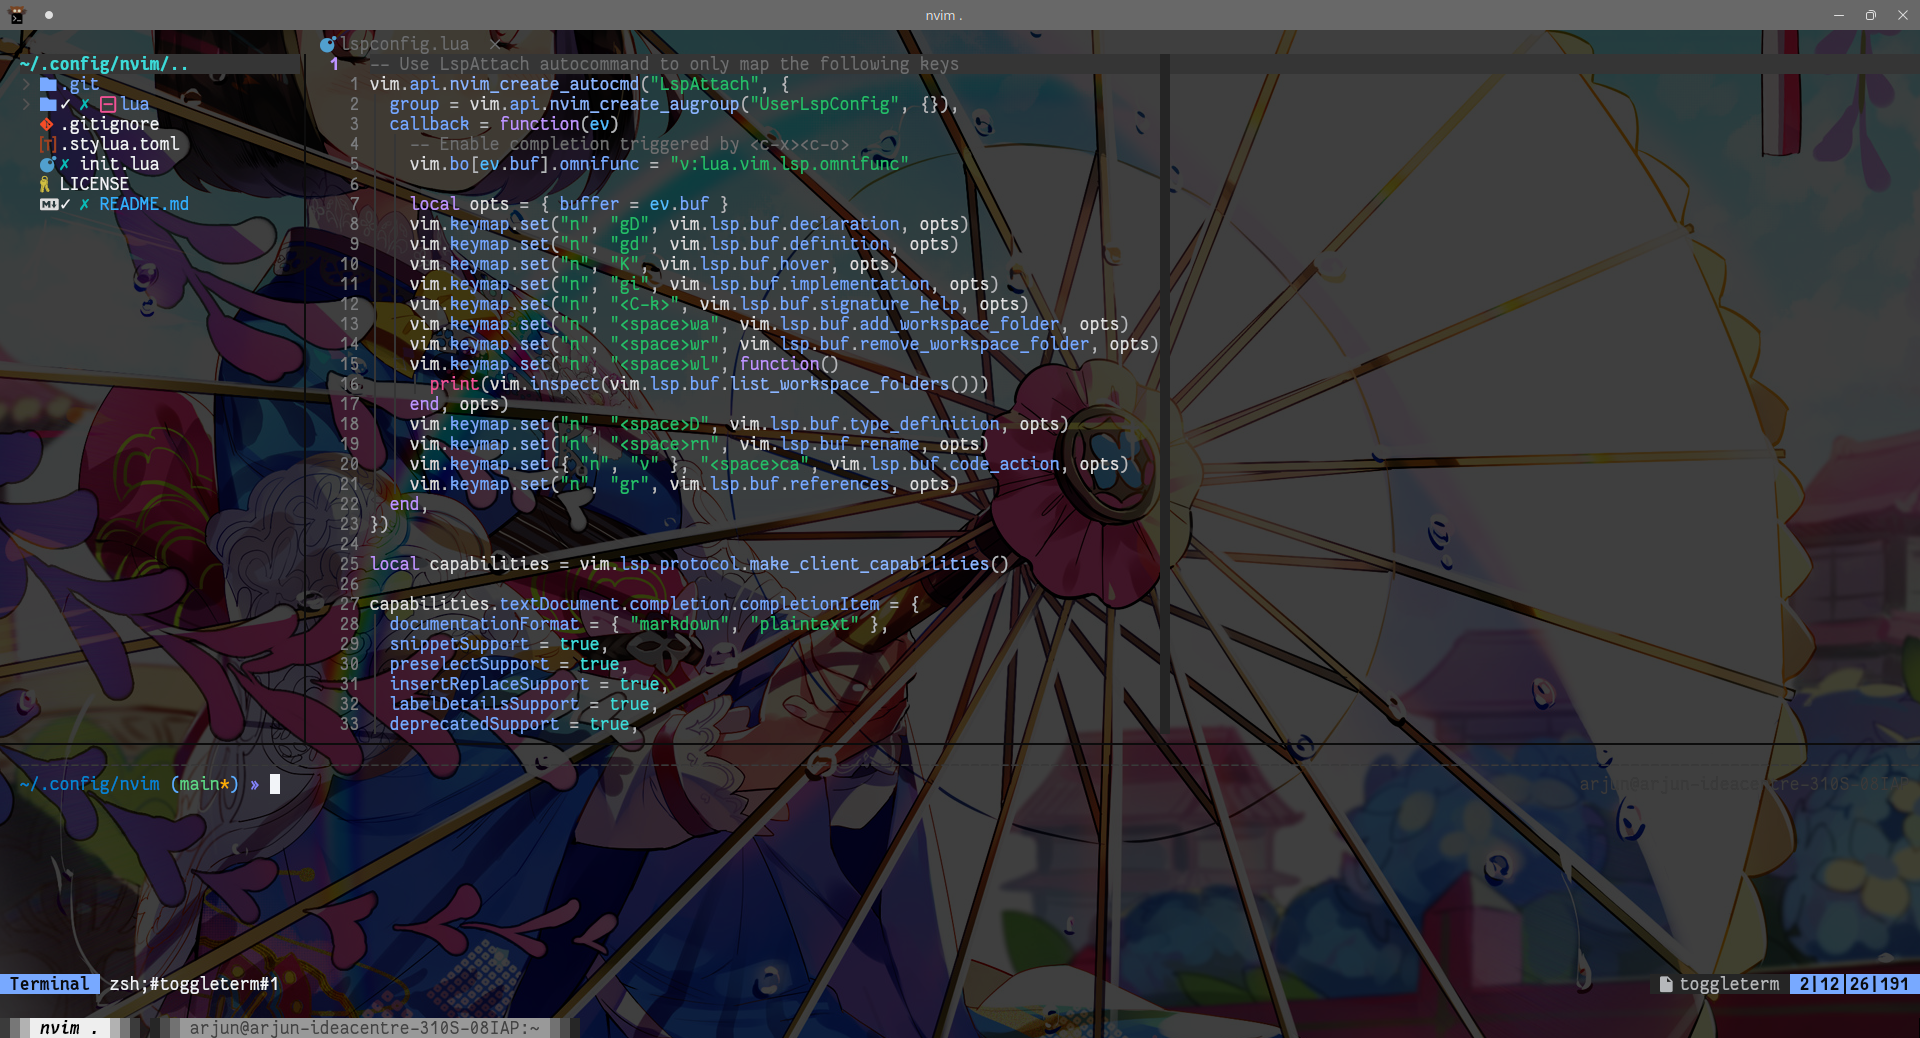 nvim .
lspconfig.lua
~/.config/nvim/..
.git
lua
.gitignore
.stylua.toml
init.lua
LICENSE
README.md
1 -- Use LspAttach autocommand to only map the following keys
1 vim.api.nvim_create_autocmd("LspAttach", {
2 group = vim.api.nvim_create_augroup("UserLspConfig", {}),
3 callback = function(ev)
4 -- Enable completion triggered by <c-x><c-o>
5 vim.bo[ev.buf].omnifunc = "v:lua.vim.lsp.omnifunc"
6
7 local opts = { buffer = ev.buf }
8 vim.keymap.set("n", "gD", vim.lsp.buf.declaration, opts)
9 vim.keymap.set("n", "gd", vim.lsp.buf.definition, opts)
10 vim.keymap.set("n", "K", vim.lsp.buf.hover, opts)
11 vim.keymap.set("n", "gi", vim.lsp.buf.implementation, opts)
12 vim.keymap.set("n", "<C-k>", vim.lsp.buf.signature_help, opts)
13 vim.keymap.set("n", "<space>wa", vim.lsp.buf.add_workspace_folder, opts)
14 vim.keymap.set("n", "<space>wr", vim.lsp.buf.remove_workspace_folder, opts)
15 vim.keymap.set("n", "<space>wl", function()
16 print(vim.inspect(vim.lsp.buf.list_workspace_folders()))
17 end, opts)
18 vim.keymap.set("n", "<space>D", vim.lsp.buf.type_definition, opts)
19 vim.keymap.set("n", "<space>rn", vim.lsp.buf.rename, opts)
20 vim.keymap.set({ "n", "v" }, "<space>ca", vim.lsp.buf.code_action, opts)
21 vim.keymap.set("n", "gr", vim.lsp.buf.references, opts)
22 end,
23 })
24
25 local capabilities = vim.lsp.protocol.make_client_capabilities()
26
27 capabilities.textDocument.completion.completionItem = {
28 documentationFormat = { "markdown", "plaintext" },
29 snippetSupport = true,
30 preselectSupport = true,
31 insertReplaceSupport = true,
32 labelDetailsSupport = true,
33 deprecatedSupport = true,
~/.config/nvim (main*) »
arjun@arjun-ideacentre-310S-08IAP
Terminal zsh;#toggleterm#1
toggleterm 2|12 26|191
nvim . arjun@arjun-ideacentre-310S-08IAP:~